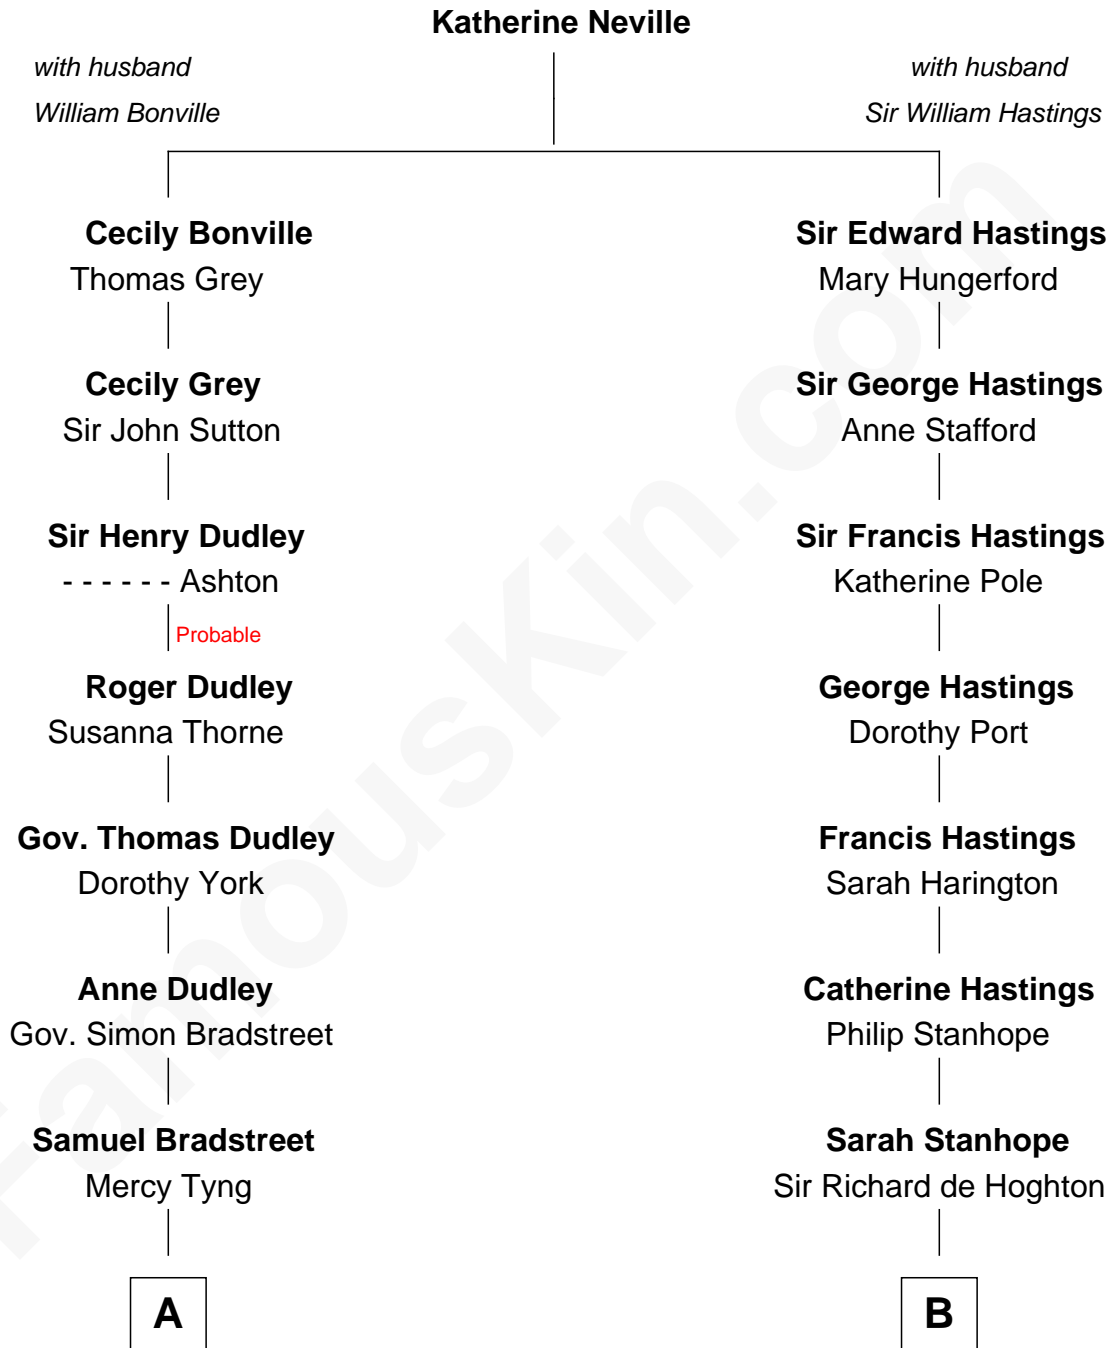 Katherine Neville
with husband
William Bonville
with husband
Sir William Hastings
Cecily Bonville
Thomas Grey
Sir Edward Hastings
Mary Hungerford
Cecily Grey
Sir John Sutton
Sir George Hastings
Anne Stafford
Sir Henry Dudley
- - - - - - Ashton
Probable
Sir Francis Hastings
Katherine Pole
Roger Dudley
Susanna Thorne
George Hastings
Dorothy Port
Gov. Thomas Dudley
Dorothy York
Francis Hastings
Sarah Harington
Anne Dudley
Gov. Simon Bradstreet
Catherine Hastings
Philip Stanhope
Samuel Bradstreet
Mercy Tyng
Sarah Stanhope
Sir Richard de Hoghton
A
B
FamousKin.com